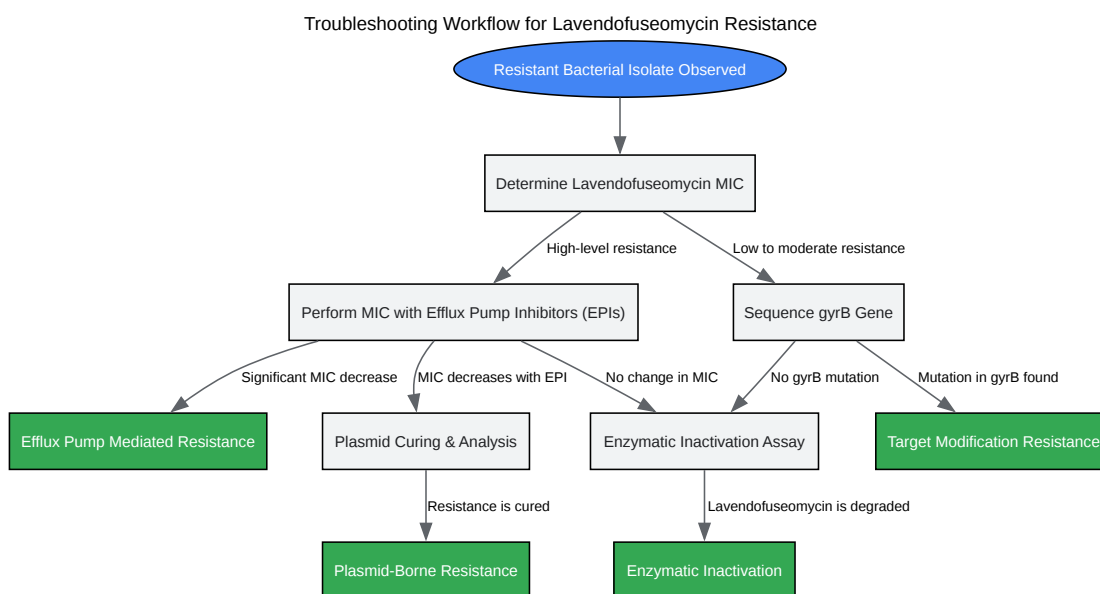 Troubleshooting Workflow for Lavendofuseomycin Resistance
Resistant Bacterial Isolate Observed
Determine Lavendofuseomycin MIC
High-level resistance
Low to moderate resistance
Perform MIC with Efflux Pump Inhibitors (EPIs)
Sequence gyrB Gene
Significant MIC decrease
MIC decreases with EPI
No change in MIC
No gyrB mutation
Mutation in gyrB found
Efflux Pump Mediated Resistance
Plasmid Curing & Analysis
Enzymatic Inactivation Assay
Target Modification Resistance
Resistance is cured
Lavendofuseomycin is degraded
Plasmid-Borne Resistance
Enzymatic Inactivation